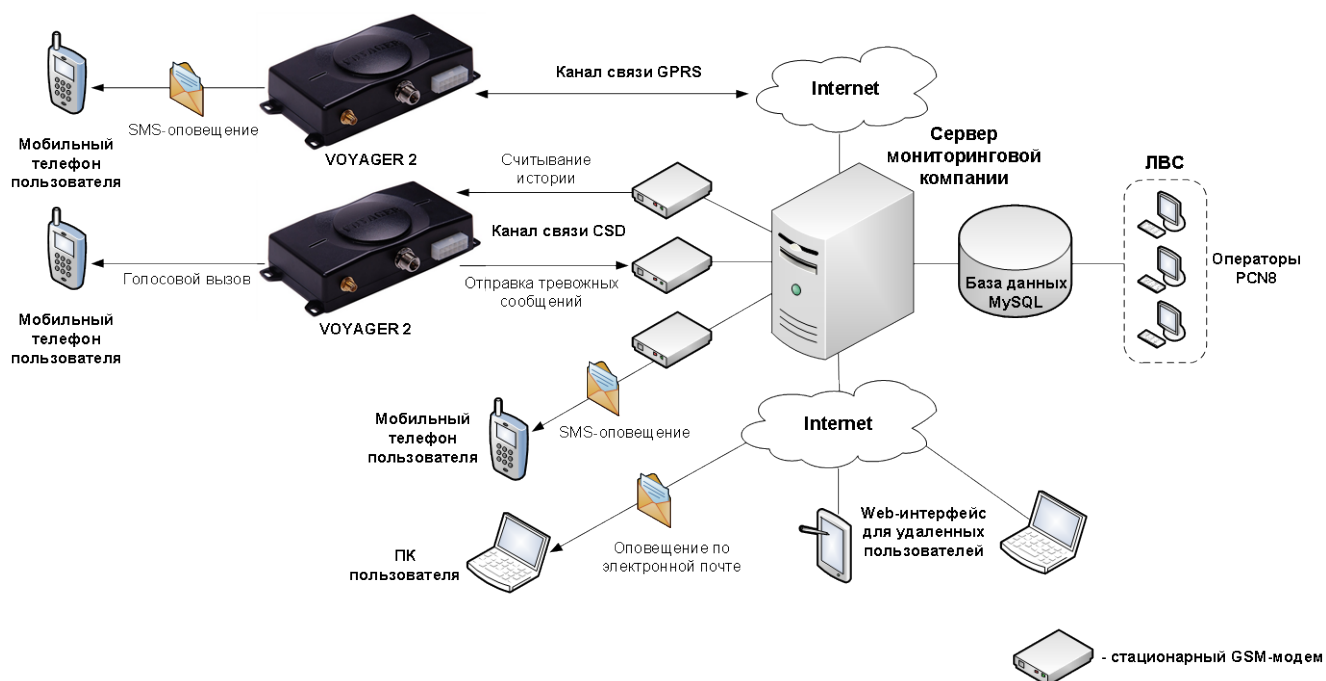 Канал связи GPRS
Internet
SMS-оповещение
Мобильный
телефон
пользователя
VOYAGER 2
Сервер
мониторинговой
компании
Считывание
истории
ЛВС
VOYAGER
Канал связи CSD
Голосовой вызов
Отправка тревожных
сообщений
База данных
MySQL
Операторы
PCN8
Мобильный
телефон
пользователя
VOYAGER 2
Мобильный
телефон
пользователя
SMS-оповещение
Internet
Web-интерфейс
для удаленных
пользователей
ПК
пользователя
Оповещение по
электронной почте
- стационарный GSM-модем